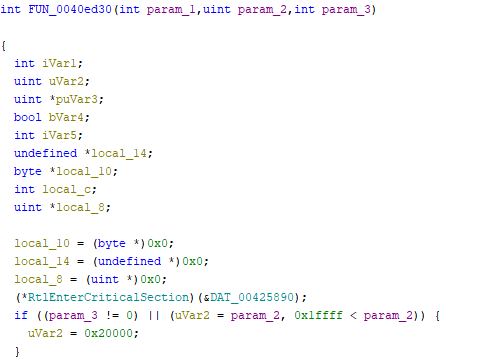 int FUN_0040ed30(int param_1,uint param_2,int param_3)
{
int iVar1;
uint uVar2;
uint *puVar3;
bool bVar4;
int iVar5;
undefined *local_14;
byte *local_10;
int local_c;
uint *local_8;
local_10 = (byte *)0x0;
local_14 = (undefined *)0x0;
local_8 = (uint *)0x0;
(*RtlEnterCriticalSection)(&DAT_00425890);
if ((param_3 != 0) || (uVar2 = param_2, 0x1ffff < param_2)) {
uVar2 = 0x20000;
}